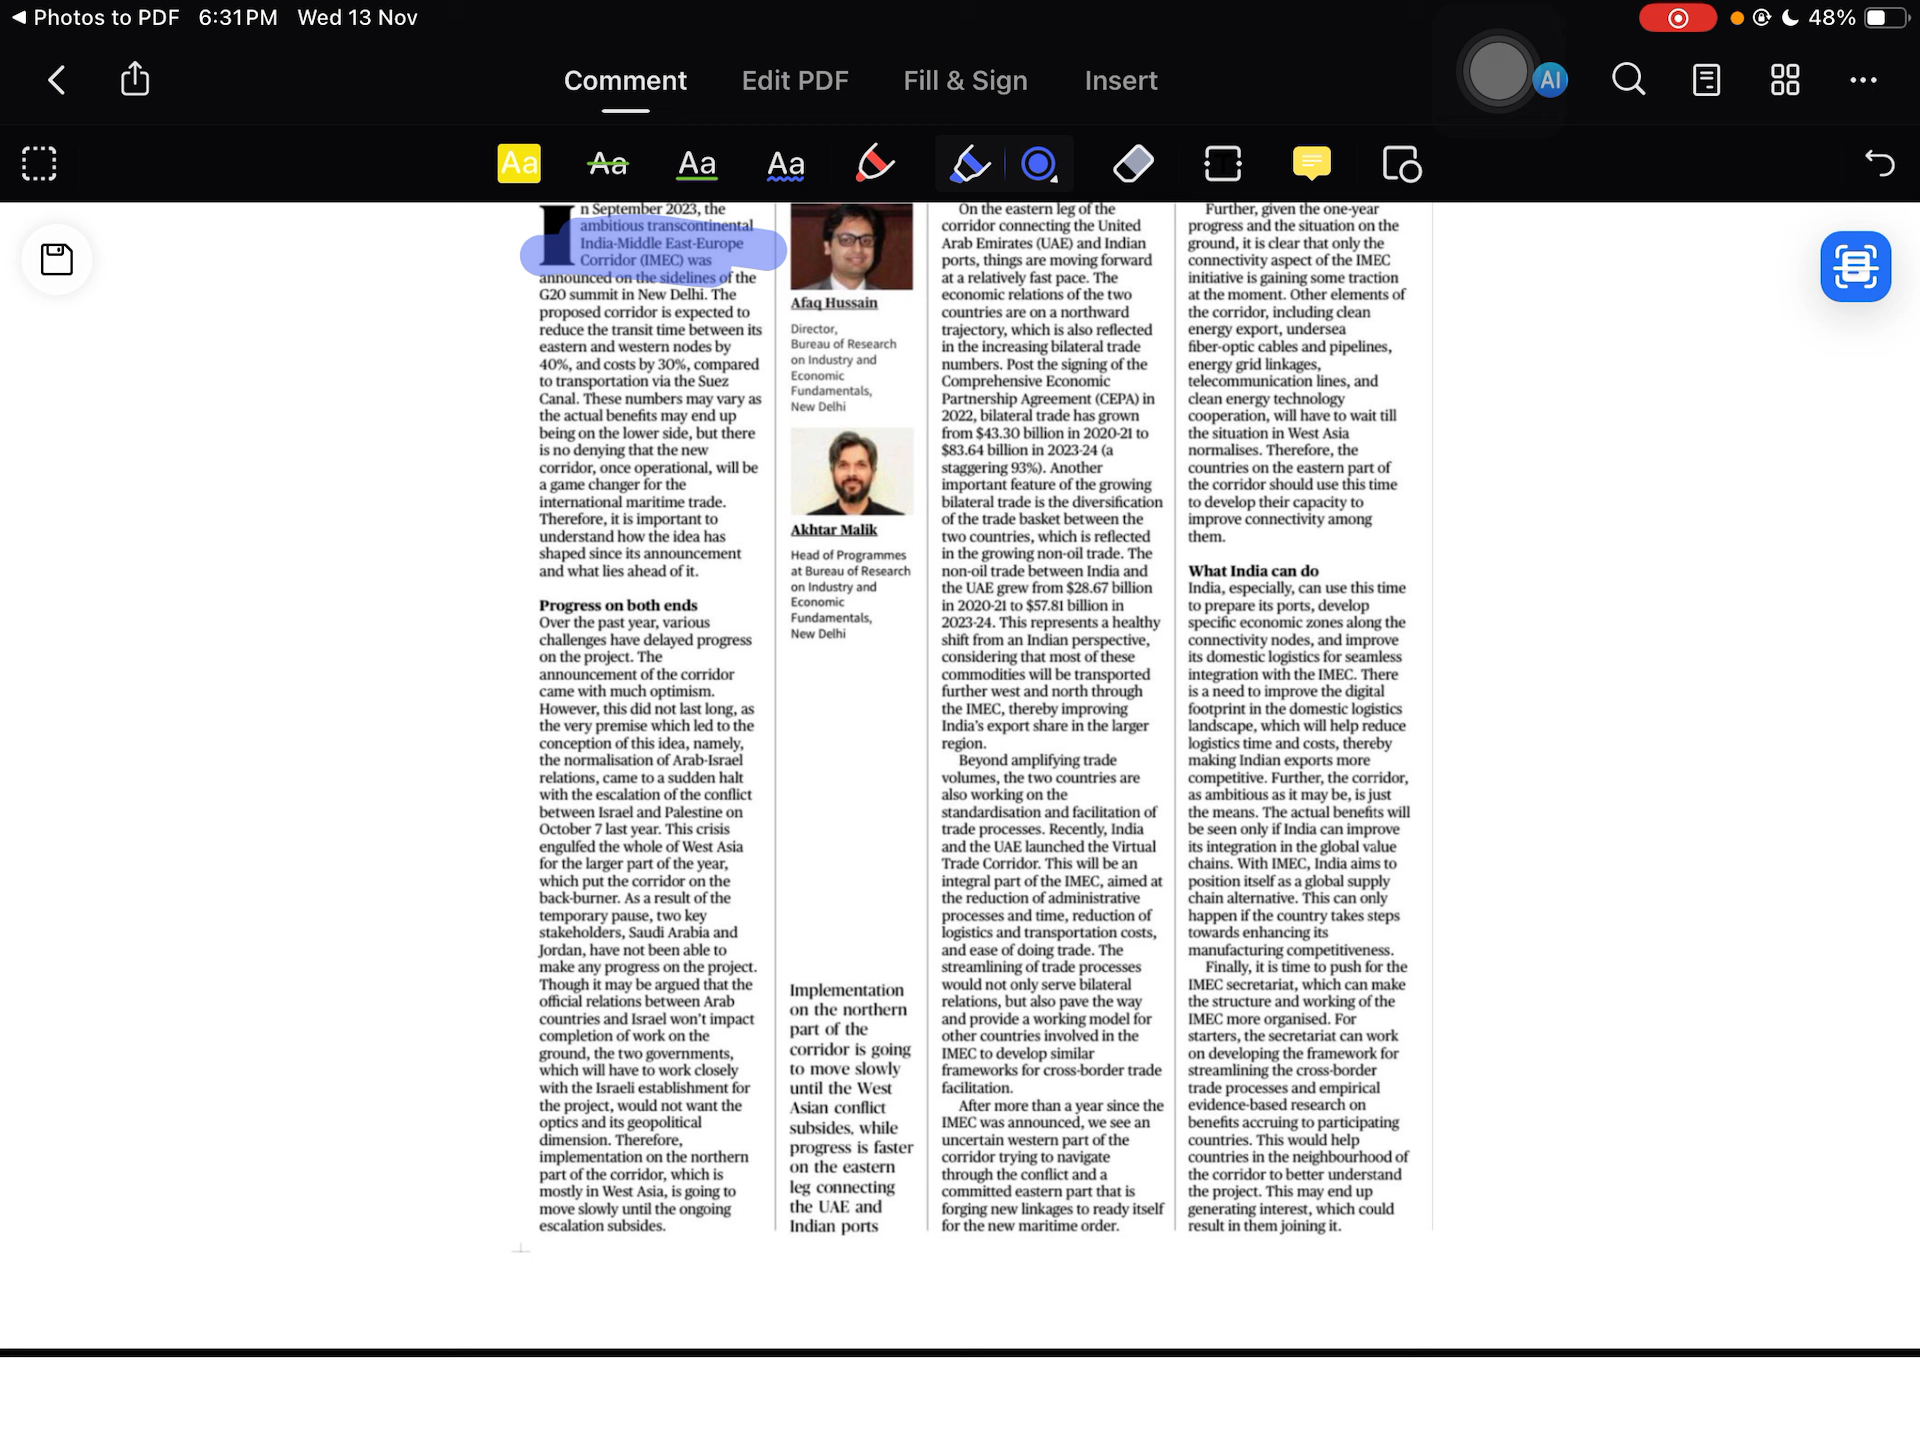 Photos to PDF 6:31 PM Wed 13 Nov
48%
Comment
Edit PDF
Fill & Sign
Insert
AI
Aa
Aa
Aa
Aa
T
In September 2023, the
ambitious transcontinental
India-Middle East-Europe
Corridor (IMEC) was
announced on the sidelines of the
G20 summit in New Delhi. The
proposed corridor is expected to
reduce the transit time between its
eastern and western nodes by
40%, and costs by 30%, compared
to transportation via the Suez
Canal. These numbers may vary as
the actual benefits may end up
being on the lower side, but there
is no denying that the new
corridor, once operational, will be
a game changer for the
international maritime trade.
Therefore, it is important to
understand how the idea has
shaped since its announcement
and what lies ahead of it.
Progress on both ends
Over the past year, various
challenges have delayed progress
on the project. The
announcement of the corridor
came with much optimism.
However, this did not last long, as
the very premise which led to the
conception of this idea, namely,
the normalisation of Arab-Israel
relations, came to a sudden halt
with the escalation of the conflict
between Israel and Palestine on
October 7 last year. This crisis
engulfed the whole of West Asia
for the larger part of the year,
which put the corridor on the
back-burner. As a result of the
temporary pause, two key
stakeholders, Saudi Arabia and
Jordan, have not been able to
make any progress on the project.
Though it may be argued that the
official relations between Arab
countries and Israel won't impact
completion of work on the
ground, the two governments,
which will have to work closely
with the Israeli establishment for
the project, would not want the
optics and its geopolitical
dimension. Therefore,
implementation on the northern
part of the corridor, which is
mostly in West Asia, is going to
move slowly until the ongoing
escalation subsides.
Afaq Hussain
Director,
Bureau of Research
on Industry and
Economic
Fundamentals,
New Delhi
Akhtar Malik
Head of Programmes
at Bureau of Research
on Industry and
Economic
Fundamentals,
New Delhi
Implementation
on the northern
part of the
corridor is going
to move slowly
until the West
Asian conflict
subsides, while
progress is faster
on the eastern
leg connecting
the UAE and
Indian ports
On the eastern leg of the
corridor connecting the United
Arab Emirates (UAE) and Indian
ports, things are moving forward
at a relatively fast pace. The
economic relations of the two
countries are on a northward
trajectory, which is also reflected
in the increasing bilateral trade
numbers. Post the signing of the
Comprehensive Economic
Partnership Agreement (CEPA) in
2022, bilateral trade has grown
from $43.30 billion in 2020-21 to
$83.64 billion in 2023-24 (a
staggering 93%). Another
important feature of the growing
bilateral trade is the diversification
of the trade basket between the
two countries, which is reflected
in the growing non-oil trade. The
non-oil trade between India and
the UAE grew from $28.67 billion
in 2020-21 to $57.81 billion in
2023-24. This represents a healthy
shift from an Indian perspective,
considering that most of these
commodities will be transported
further west and north through
the IMEC, thereby improving
India's export share in the larger
region.
Beyond amplifying trade
volumes, the two countries are
also working on the
standardisation and facilitation of
trade processes. Recently, India
and the UAE launched the Virtual
Trade Corridor. This will be an
integral part of the IMEC, aimed at
the reduction of administrative
processes and time, reduction of
logistics and transportation costs,
and ease of doing trade. The
streamlining of trade processes
would not only serve bilateral
relations, but also pave the way
and provide a working model for
other countries involved in the
IMEC to develop similar
frameworks for cross-border trade
facilitation.
After more than a year since the
IMEC was announced, we see an
uncertain western part of the
corridor trying to navigate
through the conflict and a
committed eastern part that is
forging new linkages to ready itself
for the new maritime order.
Further, given the one-year
progress and the situation on the
ground, it is clear that only the
connectivity aspect of the IMEC
initiative is gaining some traction
at the moment. Other elements of
the corridor, including clean
energy export, undersea
fiber-optic cables and pipelines,
energy grid linkages,
telecommunication lines, and
clean energy technology
cooperation, will have to wait till
the situation in West Asia
normalises. Therefore, the
countries on the eastern part of
the corridor should use this time
to develop their capacity to
improve connectivity among
them.
What India can do
India, especially, can use this time
to prepare its ports, develop
specific economic zones along the
connectivity nodes, and improve
its domestic logistics for seamless
integration with the IMEC. There
is a need to improve the digital
footprint in the domestic logistics
landscape, which will help reduce
logistics time and costs, thereby
making Indian exports more
competitive. Further, the corridor,
as ambitious as it may be, is just
the means. The actual benefits will
be seen only if India can improve
its integration in the global value
chains. With IMEC, India aims to
position itself as a global supply
chain alternative. This can only
happen if the country takes steps
towards enhancing its
manufacturing competitiveness.
Finally, it is time to push for the
IMEC secretariat, which can make
the structure and working of the
IMEC more organised. For
starters, the secretariat can work
on developing the framework for
streamlining the cross-border
trade processes and empirical
evidence-based research on
benefits accruing to participating
countries. This would help
countries in the neighbourhood of
the corridor to better understand
the project. This may end up
generating interest, which could
result in them joining it.